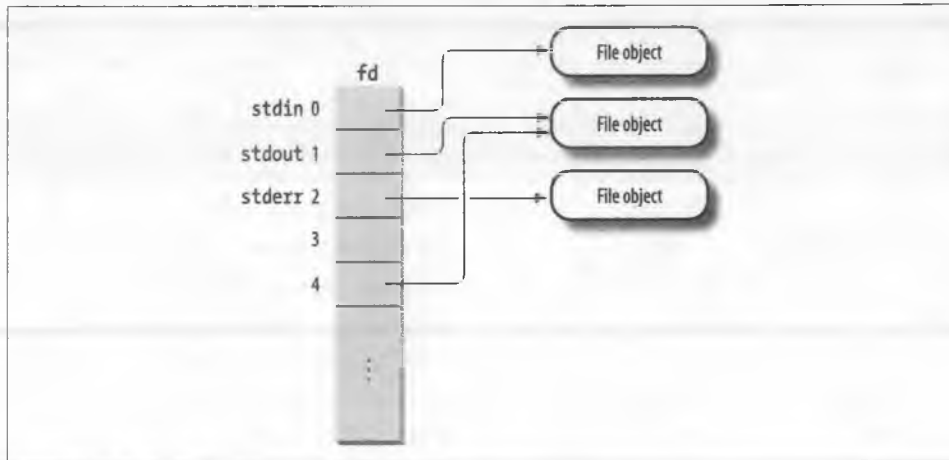 File object
fd
stdin 0
File object
stdout 1
stderr 2
File object
3
4
⋮